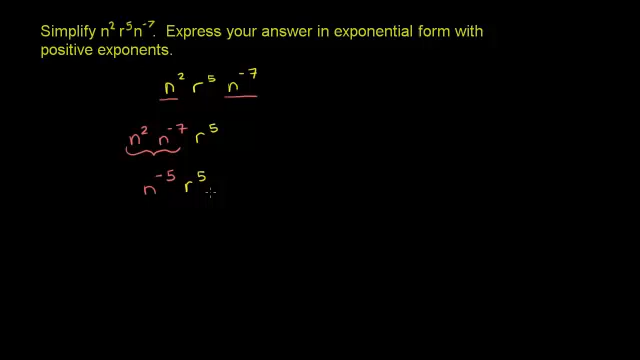 Simplify n² r⁵n⁻⁷. Express your answer in exponential form with
positive exponents.
n² r⁵ n⁻⁷
n² n⁻⁷ r⁵
n⁻⁵ r⁵